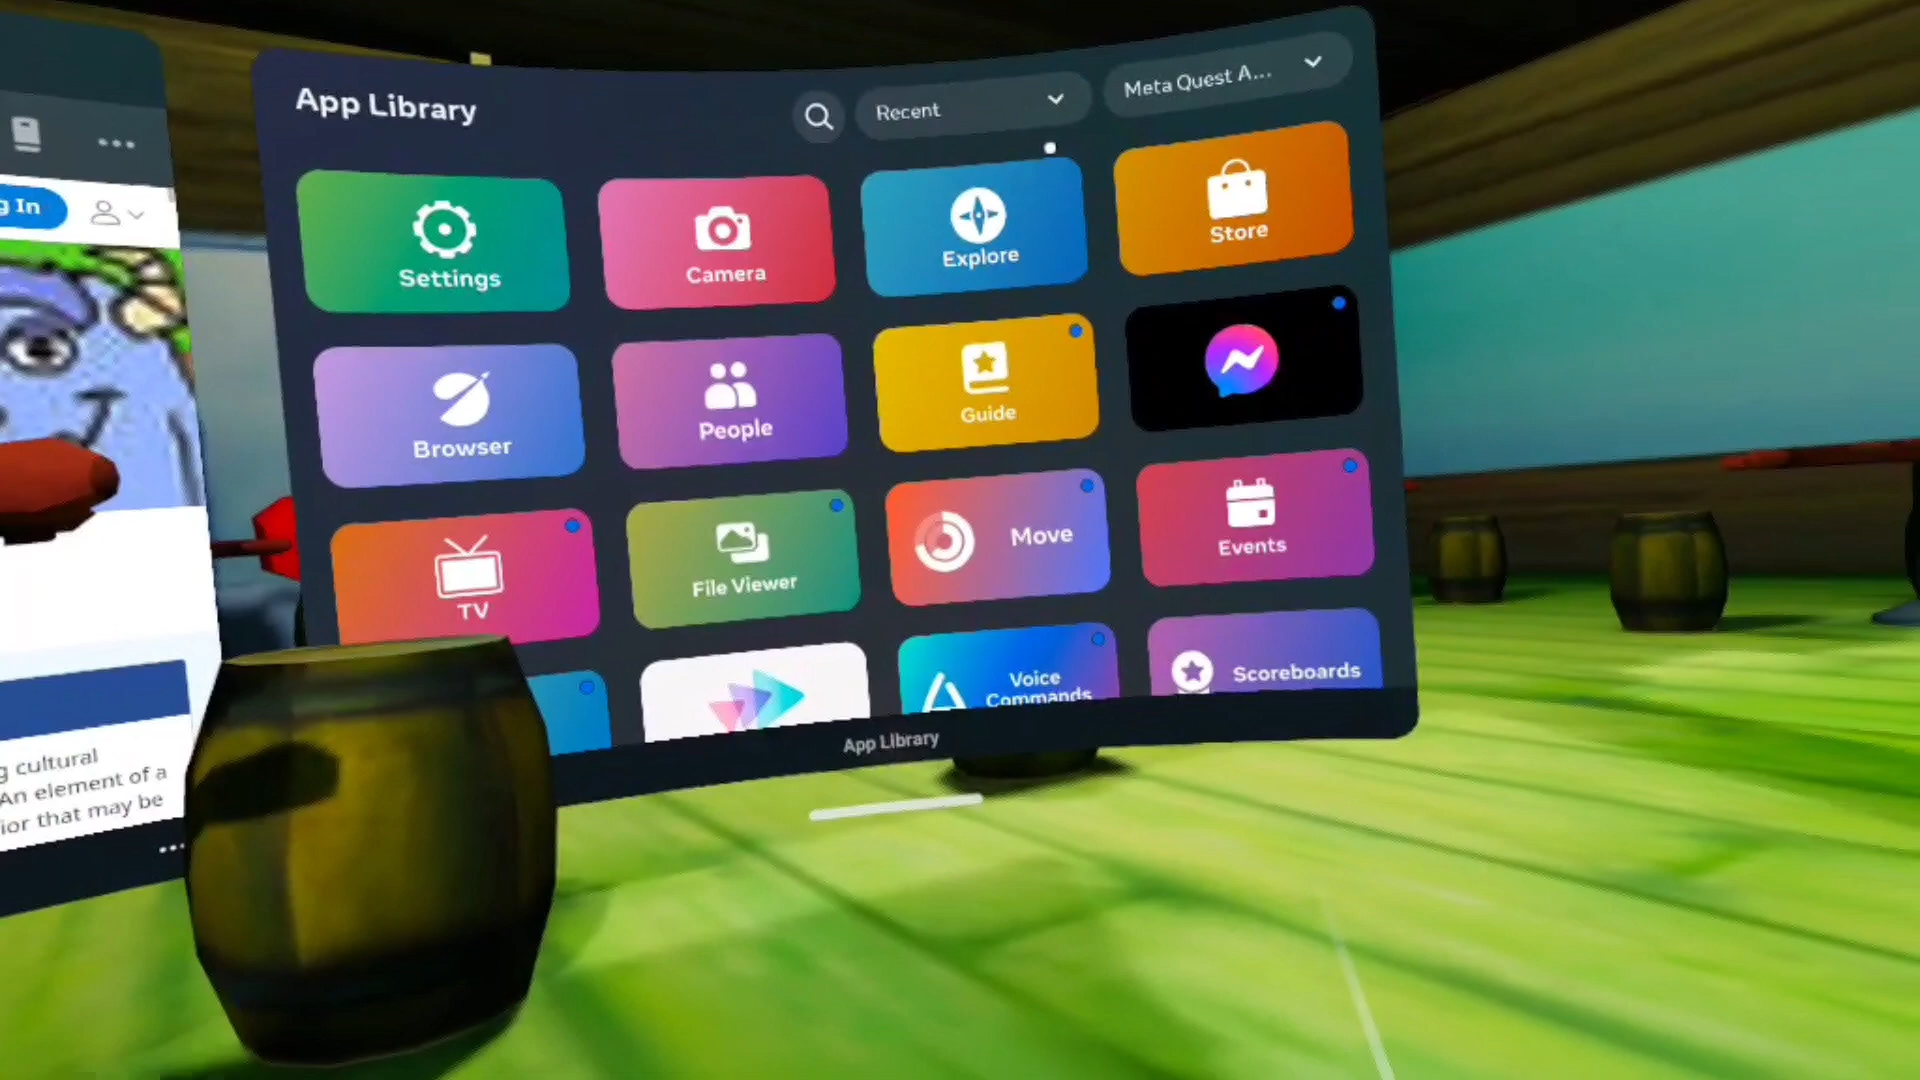 App Library
Recent
Meta Quest A...
Settings
Camera
Explore
Store
Browser
People
Guide
TV
File Viewer
Move
Events
Voice
Commands
Scoreboards
App Library
g In
g cultural
An element of a
ior that may be